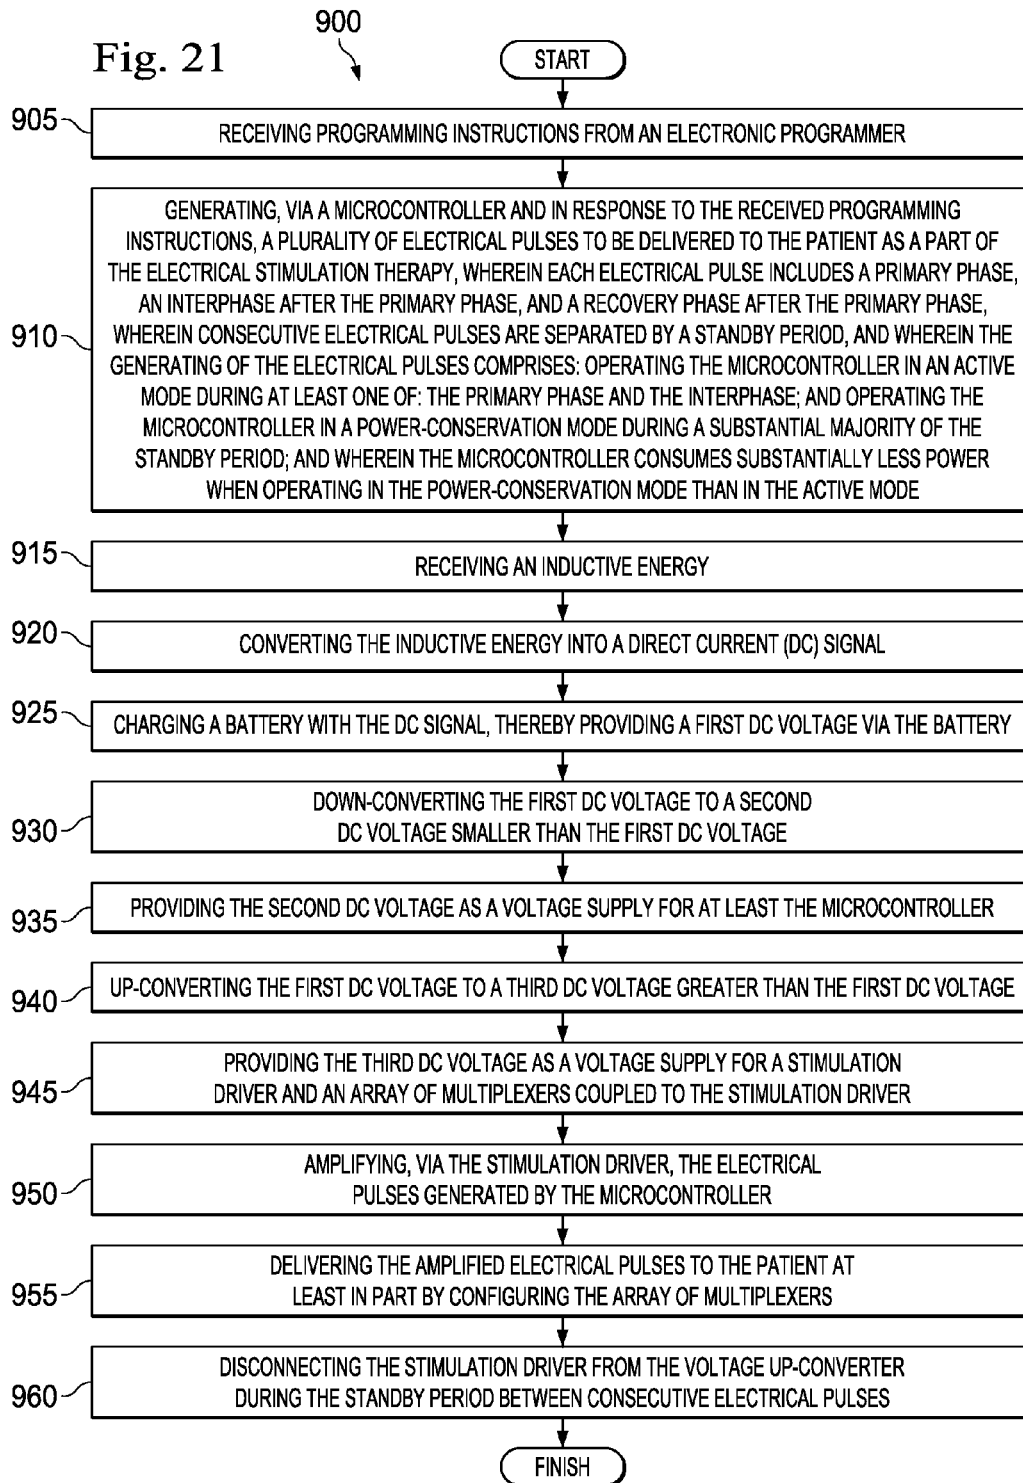 Fig. 21
900
START
905
RECEIVING PROGRAMMING INSTRUCTIONS FROM AN ELECTRONIC PROGRAMMER
910
GENERATING, VIA A MICROCONTROLLER AND IN RESPONSE TO THE RECEIVED PROGRAMMING
INSTRUCTIONS, A PLURALITY OF ELECTRICAL PULSES TO BE DELIVERED TO THE PATIENT AS A PART OF
THE ELECTRICAL STIMULATION THERAPY, WHEREIN EACH ELECTRICAL PULSE INCLUDES A PRIMARY PHASE,
AN INTERPHASE AFTER THE PRIMARY PHASE, AND A RECOVERY PHASE AFTER THE PRIMARY PHASE,
WHEREIN CONSECUTIVE ELECTRICAL PULSES ARE SEPARATED BY A STANDBY PERIOD, AND WHEREIN THE
GENERATING OF THE ELECTRICAL PULSES COMPRISES: OPERATING THE MICROCONTROLLER IN AN ACTIVE
MODE DURING AT LEAST ONE OF: THE PRIMARY PHASE AND THE INTERPHASE; AND OPERATING THE
MICROCONTROLLER IN A POWER-CONSERVATION MODE DURING A SUBSTANTIAL MAJORITY OF THE
STANDBY PERIOD; AND WHEREIN THE MICROCONTROLLER CONSUMES SUBSTANTIALLY LESS POWER
WHEN OPERATING IN THE POWER-CONSERVATION MODE THAN IN THE ACTIVE MODE
915
RECEIVING AN INDUCTIVE ENERGY
920
CONVERTING THE INDUCTIVE ENERGY INTO A DIRECT CURRENT (DC) SIGNAL
925
CHARGING A BATTERY WITH THE DC SIGNAL, THEREBY PROVIDING A FIRST DC VOLTAGE VIA THE BATTERY
930
DOWN-CONVERTING THE FIRST DC VOLTAGE TO A SECOND
DC VOLTAGE SMALLER THAN THE FIRST DC VOLTAGE
935
PROVIDING THE SECOND DC VOLTAGE AS A VOLTAGE SUPPLY FOR AT LEAST THE MICROCONTROLLER
940
UP-CONVERTING THE FIRST DC VOLTAGE TO A THIRD DC VOLTAGE GREATER THAN THE FIRST DC VOLTAGE
945
PROVIDING THE THIRD DC VOLTAGE AS A VOLTAGE SUPPLY FOR A STIMULATION
DRIVER AND AN ARRAY OF MULTIPLEXERS COUPLED TO THE STIMULATION DRIVER
950
AMPLIFYING, VIA THE STIMULATION DRIVER, THE ELECTRICAL
PULSES GENERATED BY THE MICROCONTROLLER
955
DELIVERING THE AMPLIFIED ELECTRICAL PULSES TO THE PATIENT AT
LEAST IN PART BY CONFIGURING THE ARRAY OF MULTIPLEXERS
960
DISCONNECTING THE STIMULATION DRIVER FROM THE VOLTAGE UP-CONVERTER
DURING THE STANDBY PERIOD BETWEEN CONSECUTIVE ELECTRICAL PULSES
FINISH